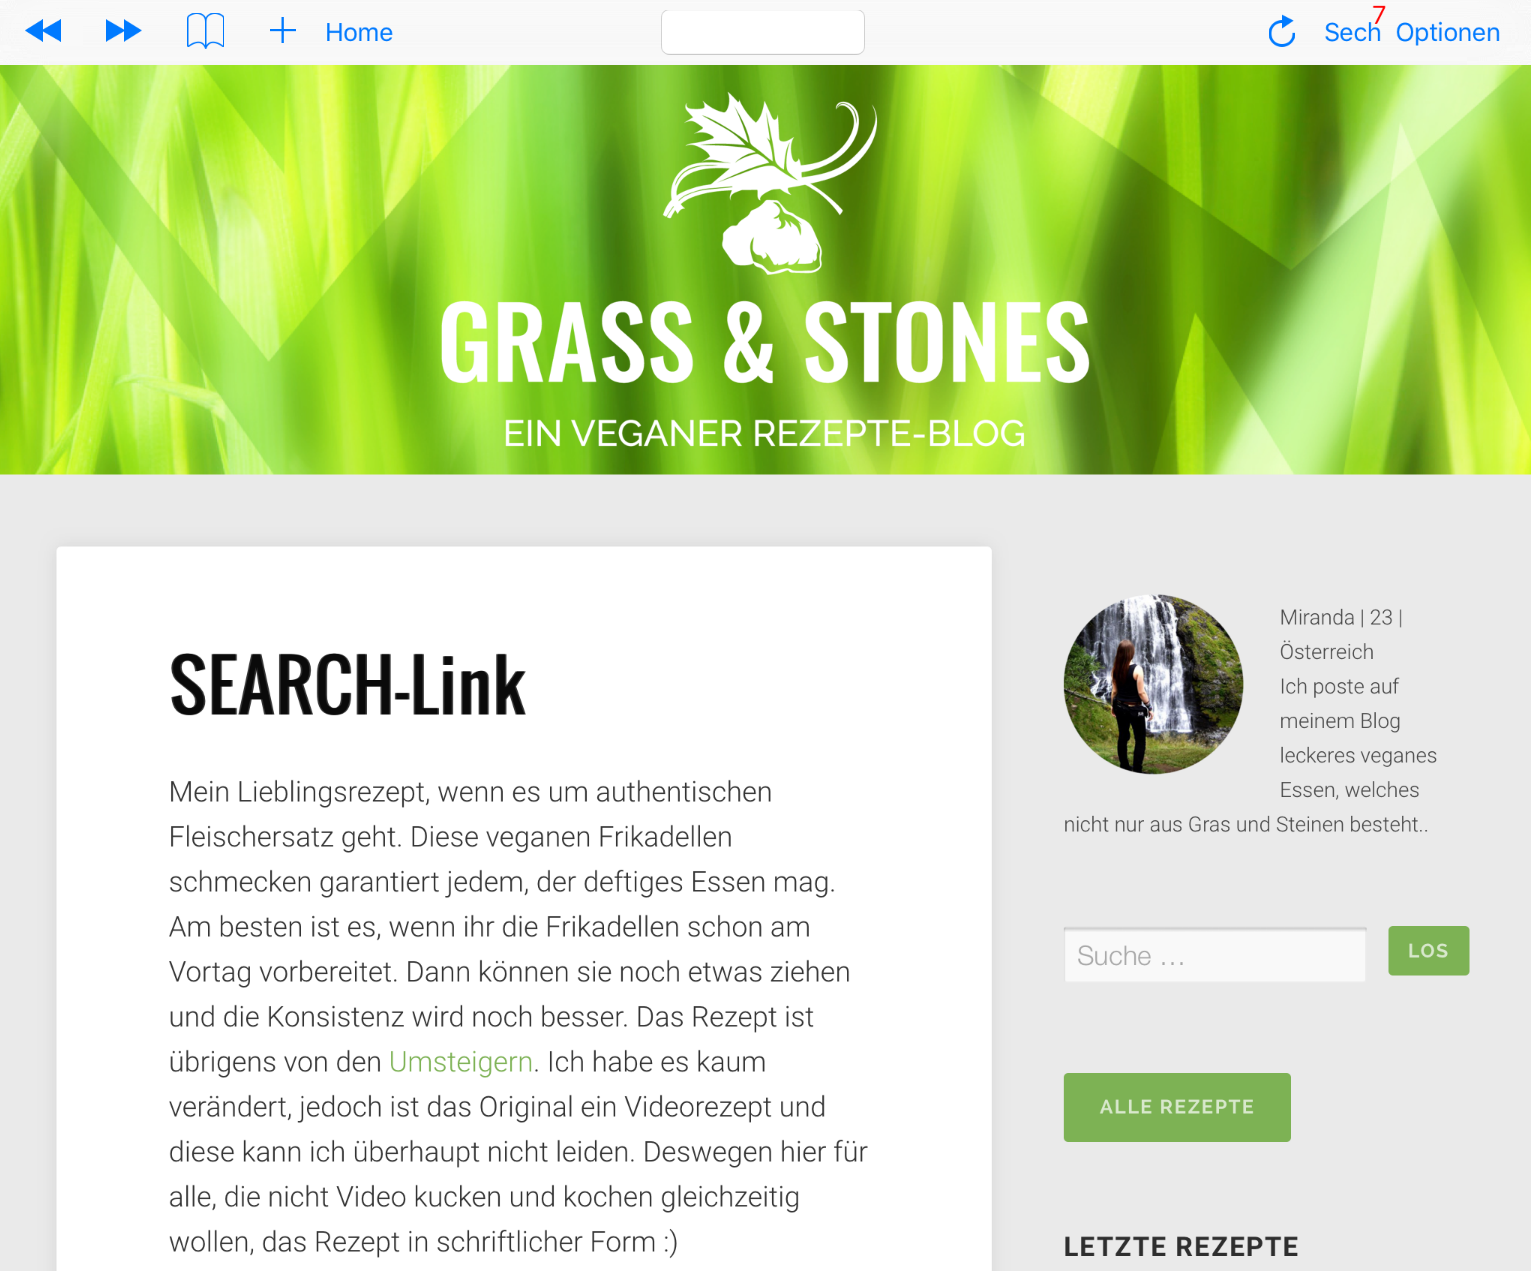 Home
7
Sech Optionen
GRASS & STONES
EIN VEGANER REZEPTE-BLOG
SEARCH-Link
Mein Lieblingsrezept, wenn es um authentischen
Fleischersatz geht. Diese veganen Frikadellen
schmecken garantiert jedem, der deftiges Essen mag.
Am besten ist es, wenn ihr die Frikadellen schon am
Vortag vorbereitet. Dann können sie noch etwas ziehen
und die Konsistenz wird noch besser. Das Rezept ist
übrigens von den Umsteigern. Ich habe es kaum
verändert, jedoch ist das Original ein Videorezept und
diese kann ich überhaupt nicht leiden. Deswegen hier für
alle, die nicht Video kucken und kochen gleichzeitig
wollen, das Rezept in schriftlicher Form :)
Miranda | 23 |
Österreich
Ich poste auf
meinem Blog
leckeres veganes
Essen, welches
nicht nur aus Gras und Steinen besteht..
Suche …
LOS
ALLE REZEPTE
LETZTE REZEPTE